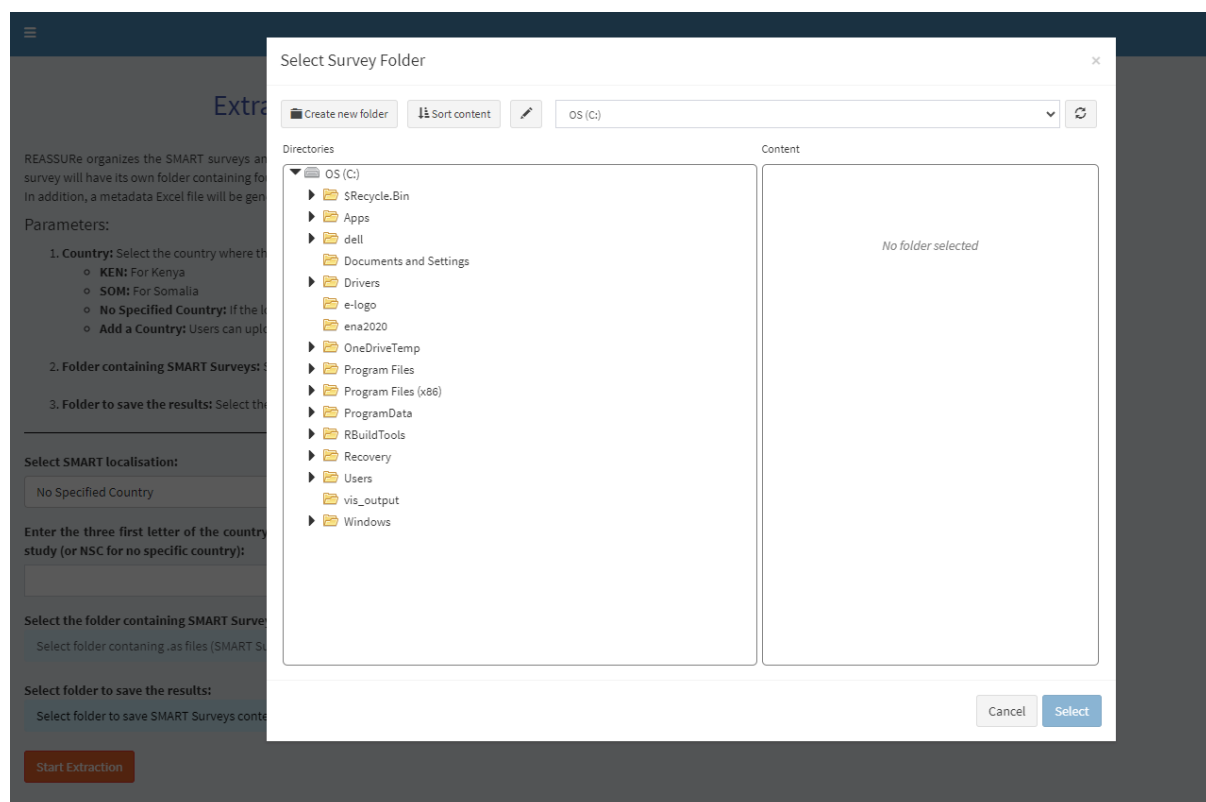 Select Survey Folder
×
Create new folder
Sort content
OS (C:)
Directories
Content
OS (C:)
$Recycle.Bin
Apps
dell
Documents and Settings
Drivers
e-logo
ena2020
OneDriveTemp
Program Files
Program Files (x86)
ProgramData
RBuildTools
Recovery
Users
vis_output
Windows
No folder selected
Cancel
Select
Extra
REASSURe organizes the SMART surveys an
survey will have its own folder containing fo
In addition, a metadata Excel file will be gen
Parameters:
1. Country: Select the country where th
KEN: For Kenya
SOM: For Somalia
No Specified Country: If the lo
Add a Country: Users can uplo
2. Folder containing SMART Surveys:
3. Folder to save the results: Select the
Select SMART localisation:
No Specified Country
Enter the three first letter of the country
study (or NSC for no specific country):
Select the folder containing SMART Surve
Select folder contaning .as files (SMART Su
Select folder to save the results:
Select folder to save SMART Surveys conte
Start Extraction